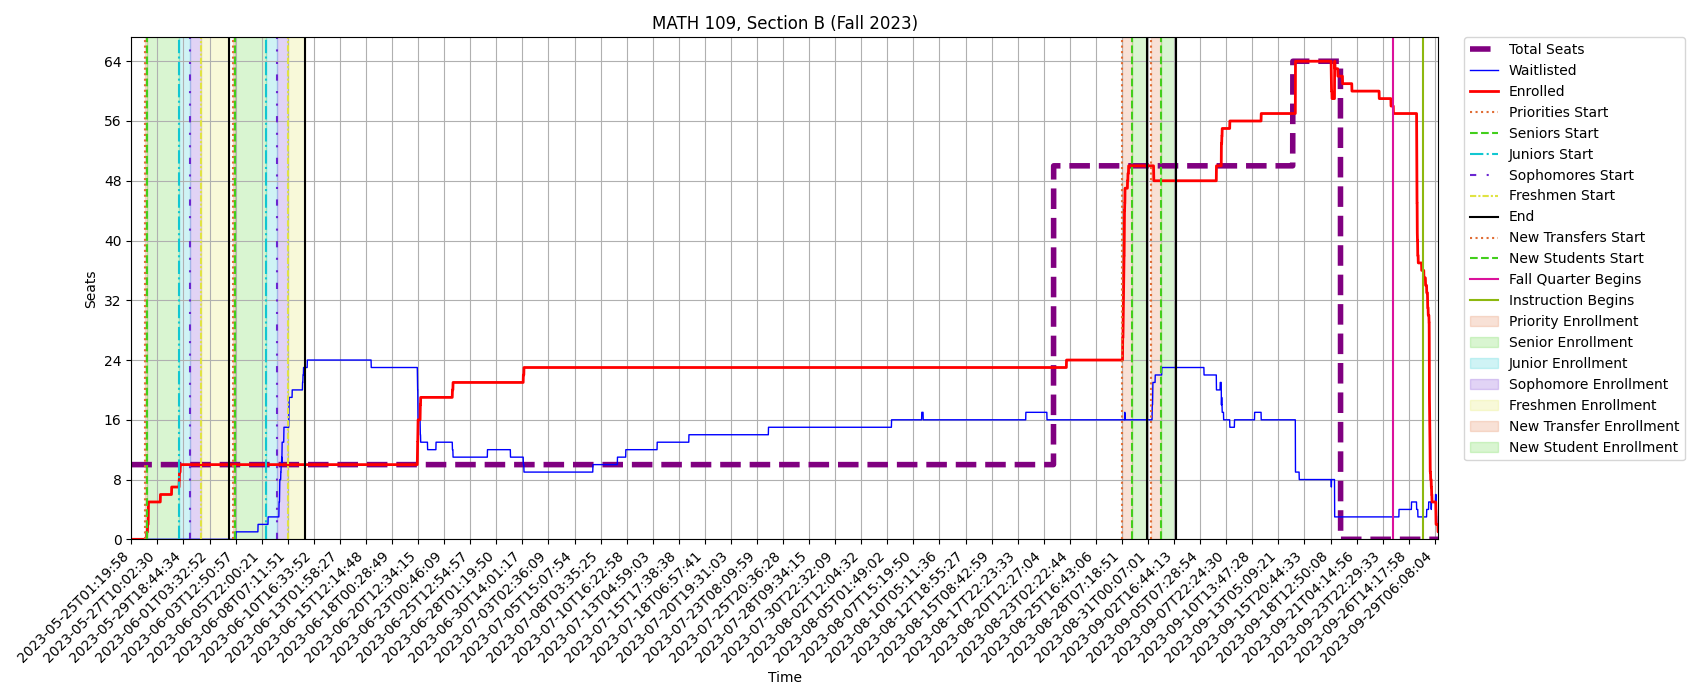 MATH 109, Section B (Fall 2023)
Seats
64
56
48
40
32
24
16
8
0
2023-05-25T01:19:58
2023-05-27T10:02:30
2023-05-29T18:44:34
2023-06-01T03:32:52
2023-06-03T12:50:57
2023-06-05T22:00:21
2023-06-08T07:11:51
2023-06-10T16:33:52
2023-06-13T01:58:27
2023-06-15T12:14:48
2023-06-18T00:28:49
2023-06-20T12:34:15
2023-06-23T00:46:09
2023-06-25T12:54:57
2023-06-28T01:19:50
2023-06-30T14:01:17
2023-07-03T02:36:09
2023-07-05T15:07:54
2023-07-08T03:35:25
2023-07-10T16:22:58
2023-07-13T04:59:03
2023-07-15T17:38:38
2023-07-18T06:57:41
2023-07-20T19:31:03
2023-07-23T08:09:59
2023-07-25T20:36:28
2023-07-28T09:34:15
2023-07-30T22:32:09
2023-08-02T12:04:32
2023-08-05T01:49:02
2023-08-07T15:19:50
2023-08-10T05:11:36
2023-08-12T18:55:27
2023-08-15T08:42:59
2023-08-17T22:23:33
2023-08-20T12:27:04
2023-08-23T02:22:44
2023-08-25T16:43:06
2023-08-28T07:18:51
2023-08-31T00:07:01
2023-09-02T16:44:13
2023-09-05T07:28:54
2023-09-07T22:24:30
2023-09-10T13:47:28
2023-09-13T05:09:21
2023-09-15T20:44:33
2023-09-18T12:50:08
2023-09-21T04:14:56
2023-09-23T22:29:33
2023-09-26T14:17:58
2023-09-29T06:08:04
Time
Total Seats
Waitlisted
Enrolled
Priorities Start
Seniors Start
Juniors Start
Sophomores Start
Freshmen Start
End
New Transfers Start
New Students Start
Fall Quarter Begins
Instruction Begins
Priority Enrollment
Senior Enrollment
Junior Enrollment
Sophomore Enrollment
Freshmen Enrollment
New Transfer Enrollment
New Student Enrollment